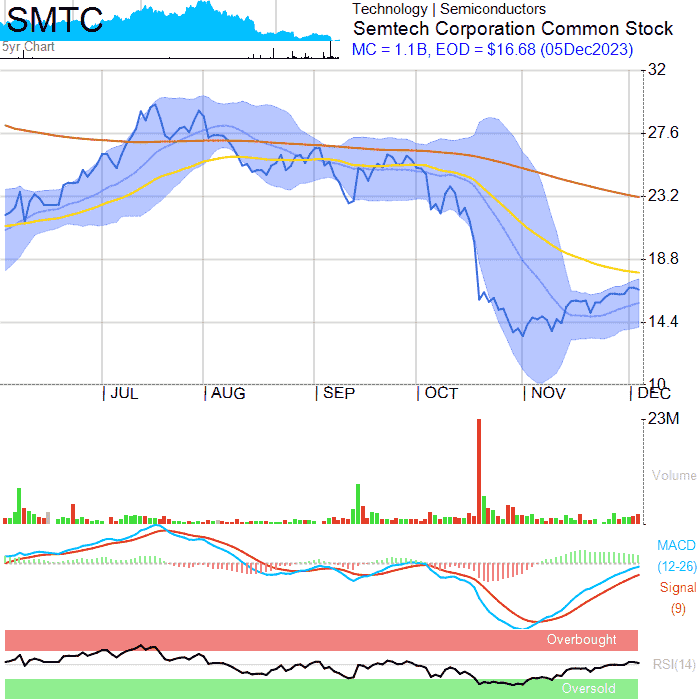 SMTC
5yr Chart
Technology | Semiconductors
Semtech Corporation Common Stock
MC = 1.1B, EOD = $16.68 (05Dec2023)
32
27.6
23.2
18.8
14.4
10
JUL AUG SEP OCT NOV DEC
23M
Volume
MACD
(12-26)
Signal
(9)
Overbought
RSI(14)
Oversold